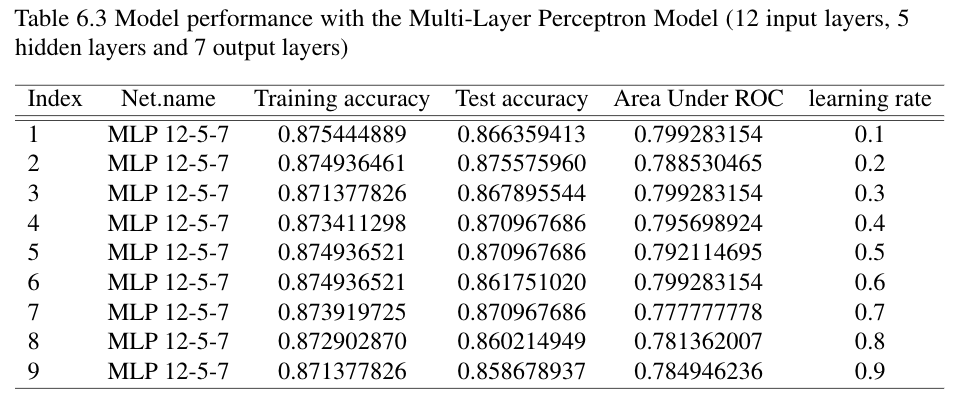 Table 6.3 Model performance with the Multi-Layer Perceptron Model (12 input layers, 5
hidden layers and 7 output layers)
Index Net.name Training accuracy Test accuracy Area Under ROC learning rate
1 MLP 12-5-7 0.875444889 0.866359413 0.799283154 0.1
2 MLP 12-5-7 0.874936461 0.875575960 0.788530465 0.2
3 MLP 12-5-7 0.871377826 0.867895544 0.799283154 0.3
4 MLP 12-5-7 0.873411298 0.870967686 0.795698924 0.4
5 MLP 12-5-7 0.874936521 0.870967686 0.792114695 0.5
6 MLP 12-5-7 0.874936521 0.861751020 0.799283154 0.6
7 MLP 12-5-7 0.873919725 0.870967686 0.777777778 0.7
8 MLP 12-5-7 0.872902870 0.860214949 0.781362007 0.8
9 MLP 12-5-7 0.871377826 0.858678937 0.784946236 0.9